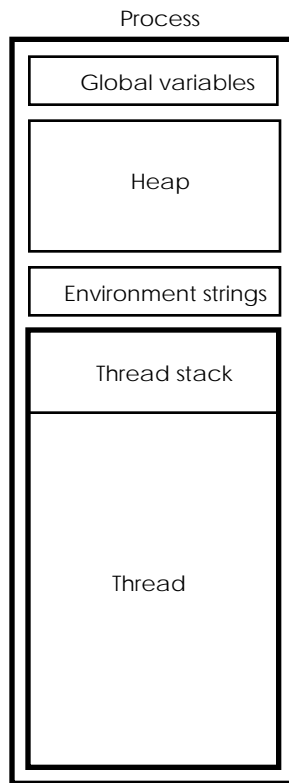 Process
Global variables
Heap
Environment strings
Thread stack
Thread